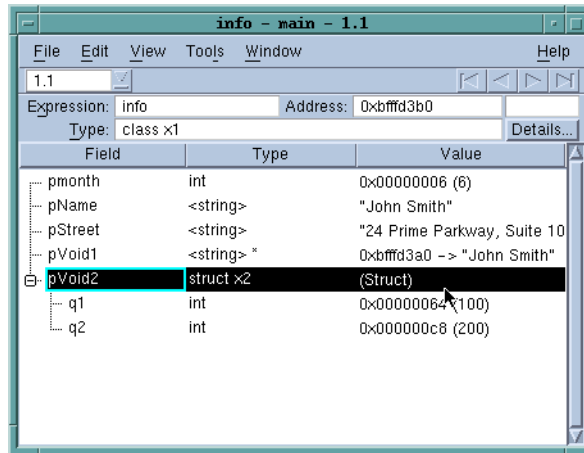 info - main - 1.1
File Edit View Tools Window Help
1.1
Expression: info Address: 0xbfffd3b0
Type: class x1 Details...
Field Type Value
pmonth int 0x00000006 (6)
pName <string> "John Smith"
pStreet <string> "24 Prime Parkway, Suite 10
pVoid1 <string> * 0xbfffd3a0 -> "John Smith"
pVoid2 struct x2 (Struct)
q1 int 0x00000064 (100)
q2 int 0x000000c8 (200)